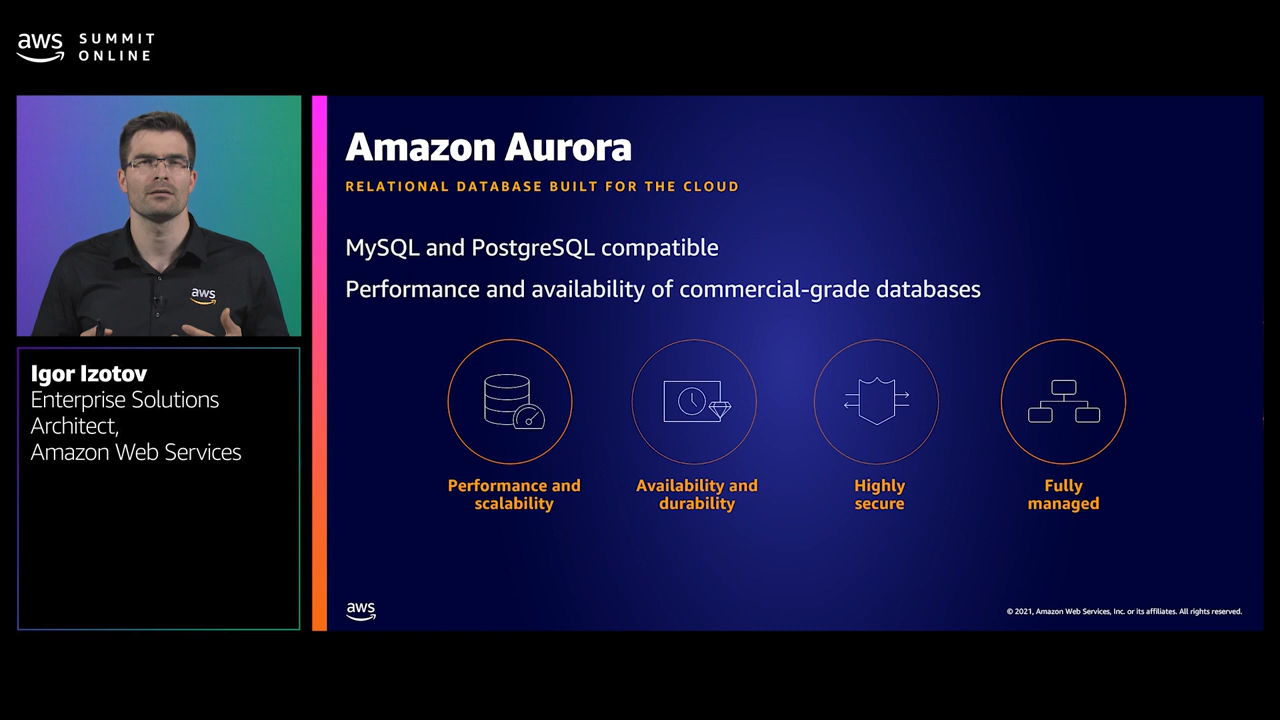 aws SUMMIT
ONLINE
aws
Igor Izotov
Enterprise Solutions
Architect,
Amazon Web Services
Amazon Aurora
RELATIONAL DATABASE BUILT FOR THE CLOUD
MySQL and PostgreSQL compatible
Performance and availability of commercial-grade databases
Performance and
scalability
Availability and
durability
Highly
secure
Fully
managed
aws
© 2021, Amazon Web Services, Inc. or its affiliates. All rights reserved.